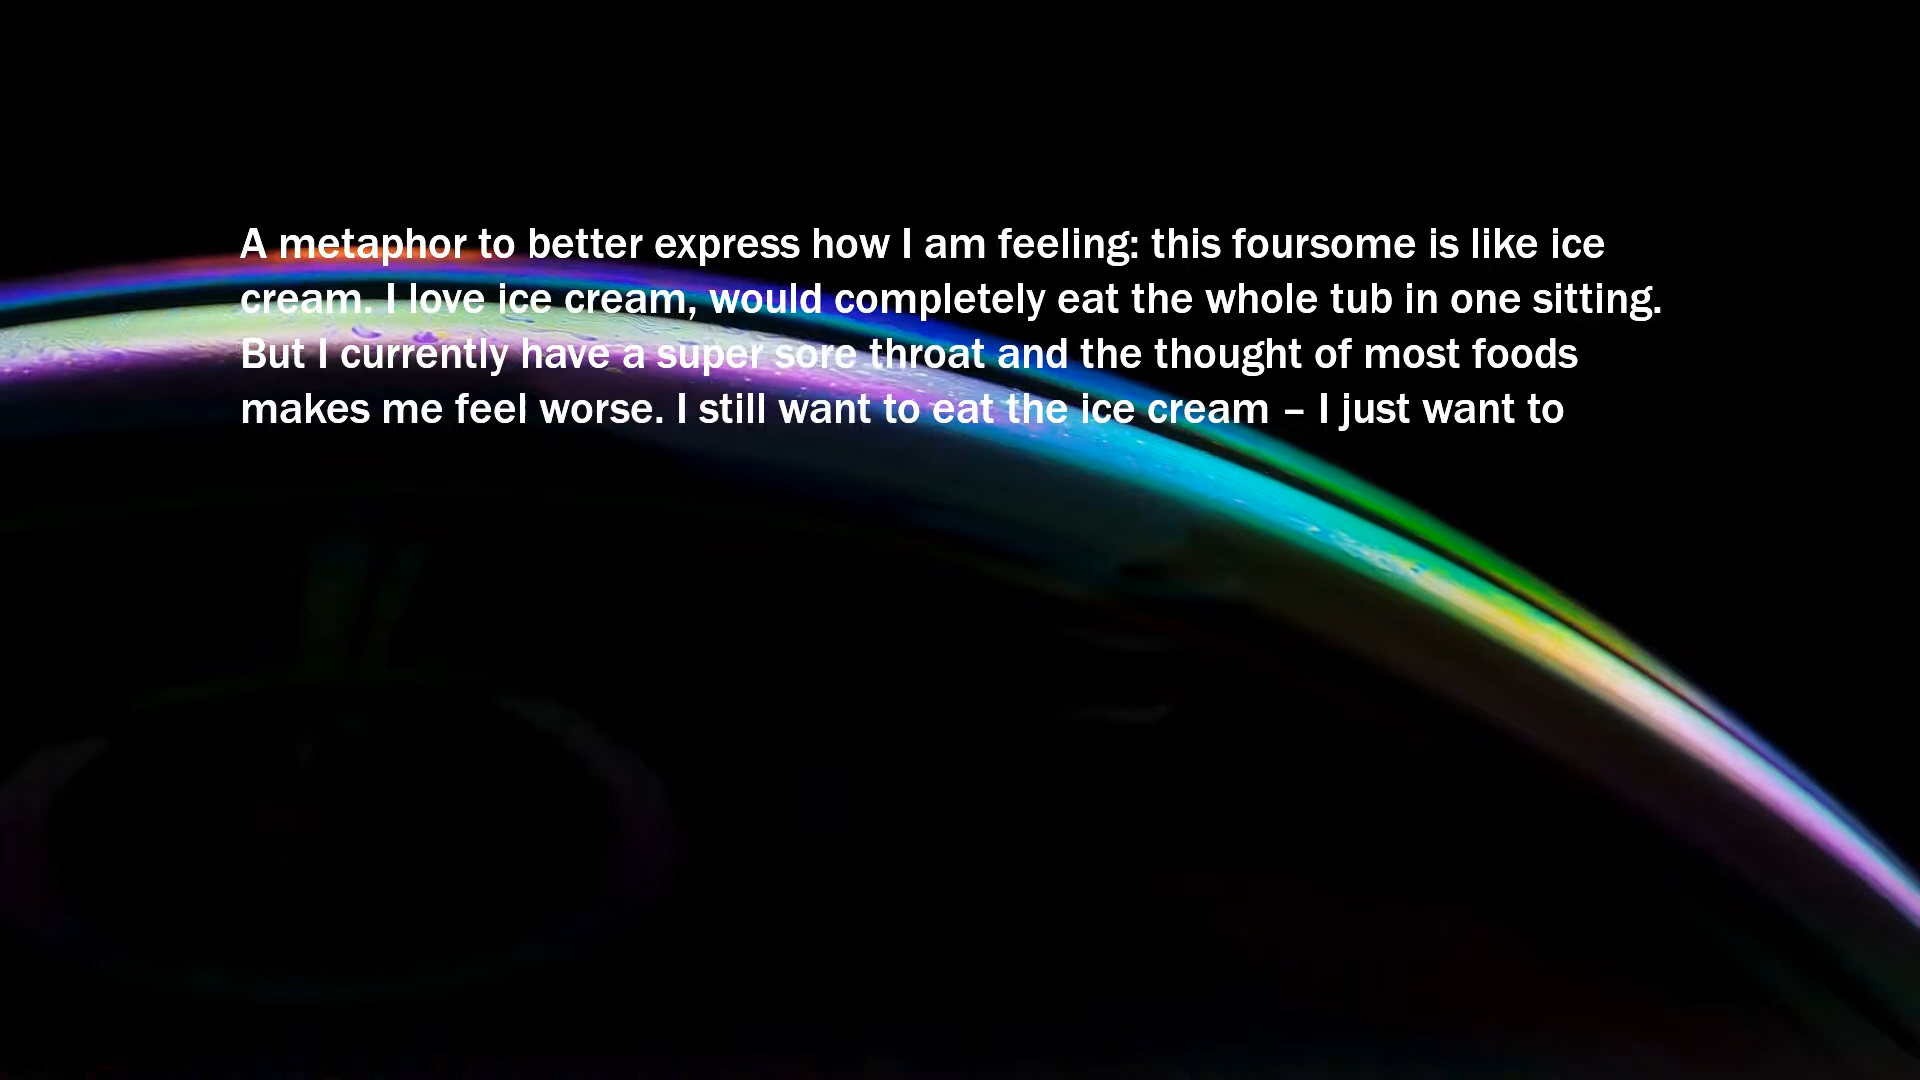 A metaphor to better express how I am feeling: this foursome is like ice
cream. I love ice cream, would completely eat the whole tub in one sitting.
But I currently have a super sore throat and the thought of most foods
makes me feel worse. I still want to eat the ice cream – I just want to